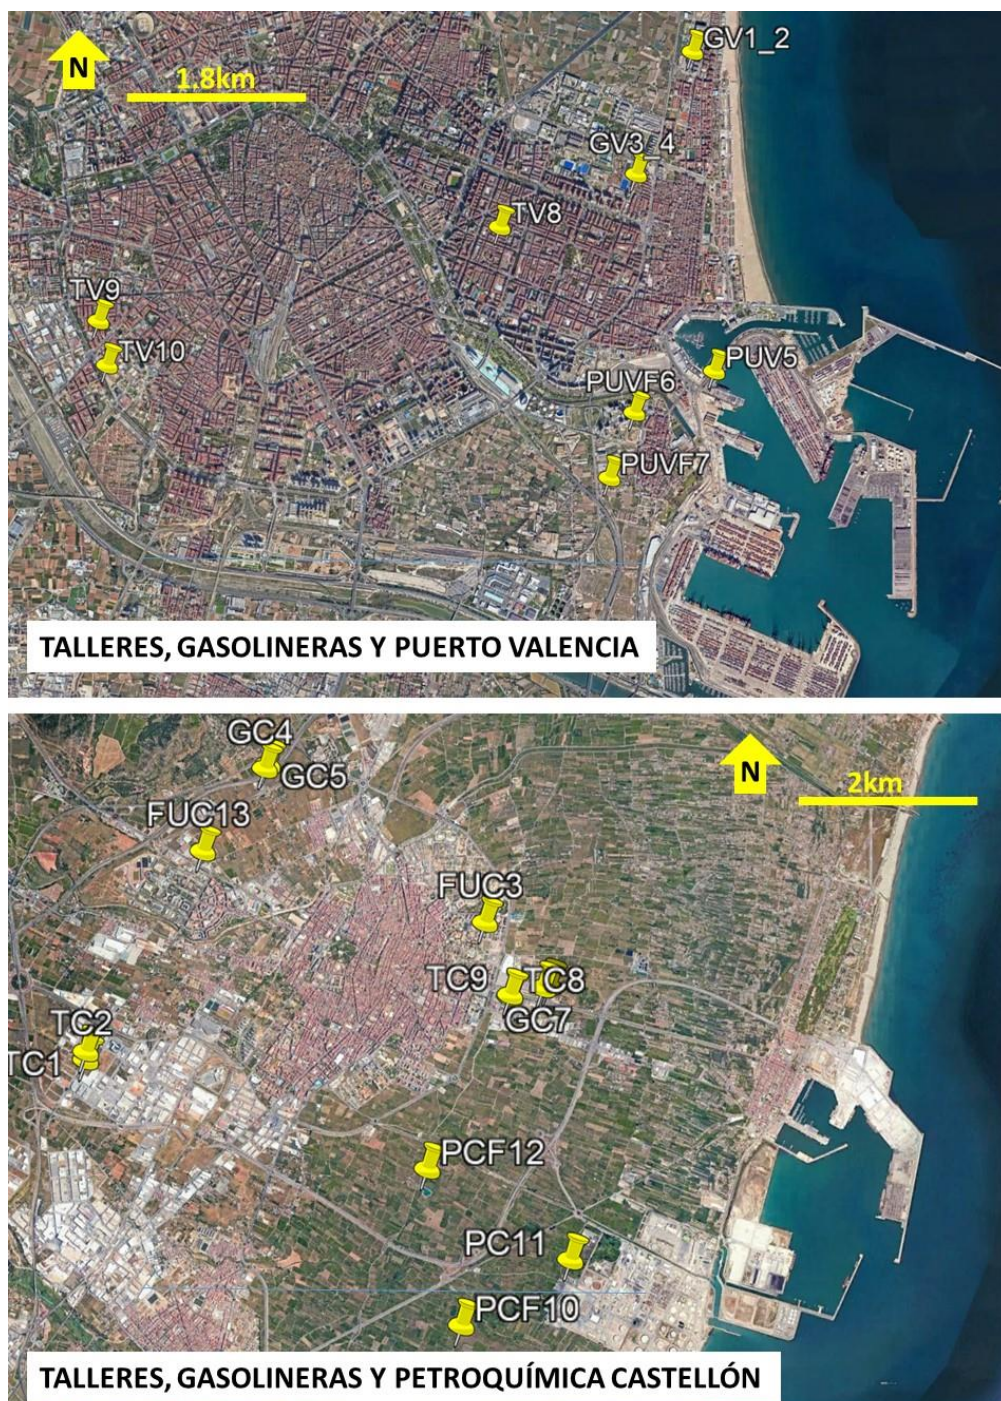 GV1_2
N
1.8km
GV3_4
TV8
TV9
TV10
PUV5
PUVF6
PUVF7
TALLERES, GASOLINERAS Y PUERTO VALENCIA
GC4
GC5
N
2km
FUC13
FUC3
TC9
TC8
GC7
TC2
TC1
PCF12
PC11
PCF10
TALLERES, GASOLINERAS Y PETROQUÍMICA CASTELLÓN